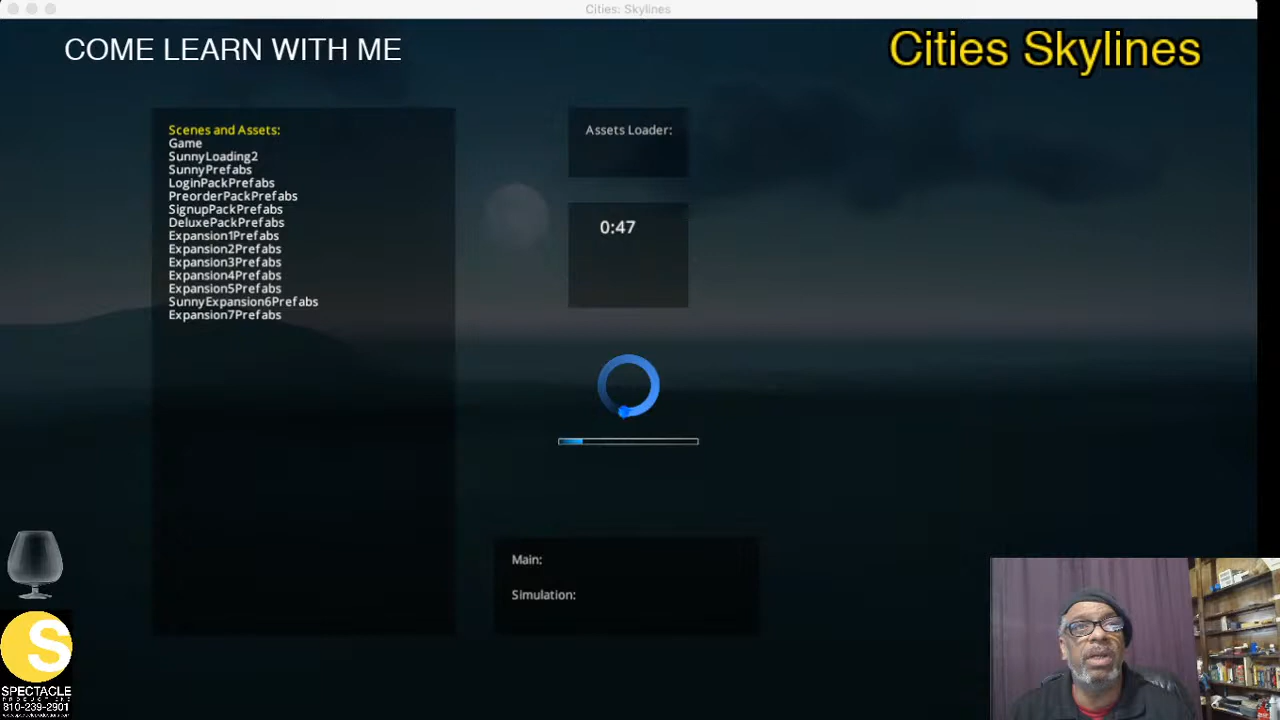 Cities: Skylines
COME LEARN WITH ME
Cities Skylines
Scenes and Assets:
Game
SunnyLoading2
SunnyPrefabs
LoginPackPrefabs
PreorderPackPrefabs
SignupPackPrefabs
DeluxePackPrefabs
Expansion1Prefabs
Expansion2Prefabs
Expansion3Prefabs
Expansion4Prefabs
Expansion5Prefabs
SunnyExpansion6Prefabs
Expansion7Prefabs
Assets Loader:
0:47
Main:
Simulation:
S
SPECTACLE
PRODUCTIONS
810-239-2901